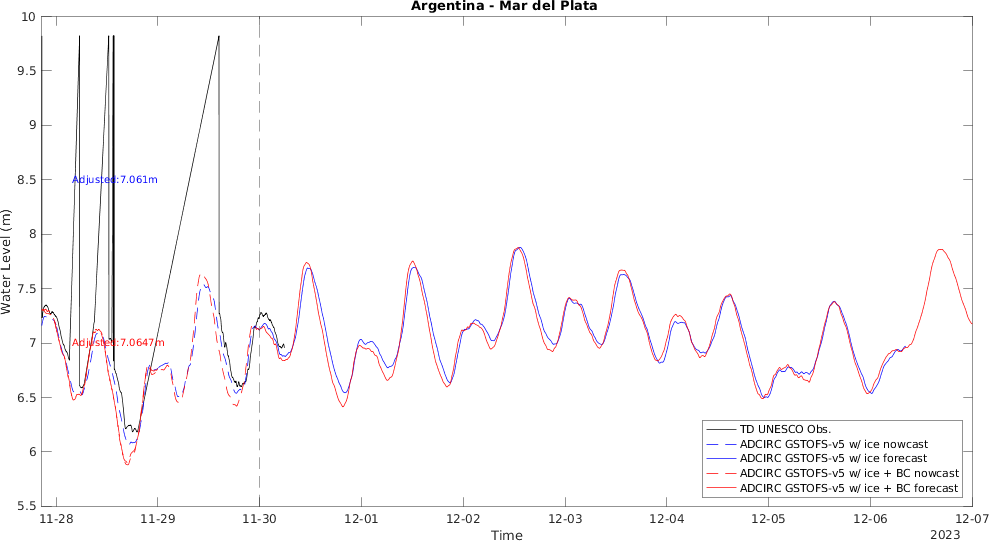 Argentina - Mar del Plata
10
9.5
9
8.5
8
7.5
7
6.5
6
5.5
Water Level (m)
Adjusted:7.061m
Adjusted:7.0647m
TD UNESCO Obs.
ADCIRC GSTOFS-v5 w/ ice nowcast
ADCIRC GSTOFS-v5 w/ ice forecast
ADCIRC GSTOFS-v5 w/ ice + BC nowcast
ADCIRC GSTOFS-v5 w/ ice + BC forecast
11-28 11-29 11-30 12-01 12-02 12-03 12-04 12-05 12-06 12-07
Time
2023